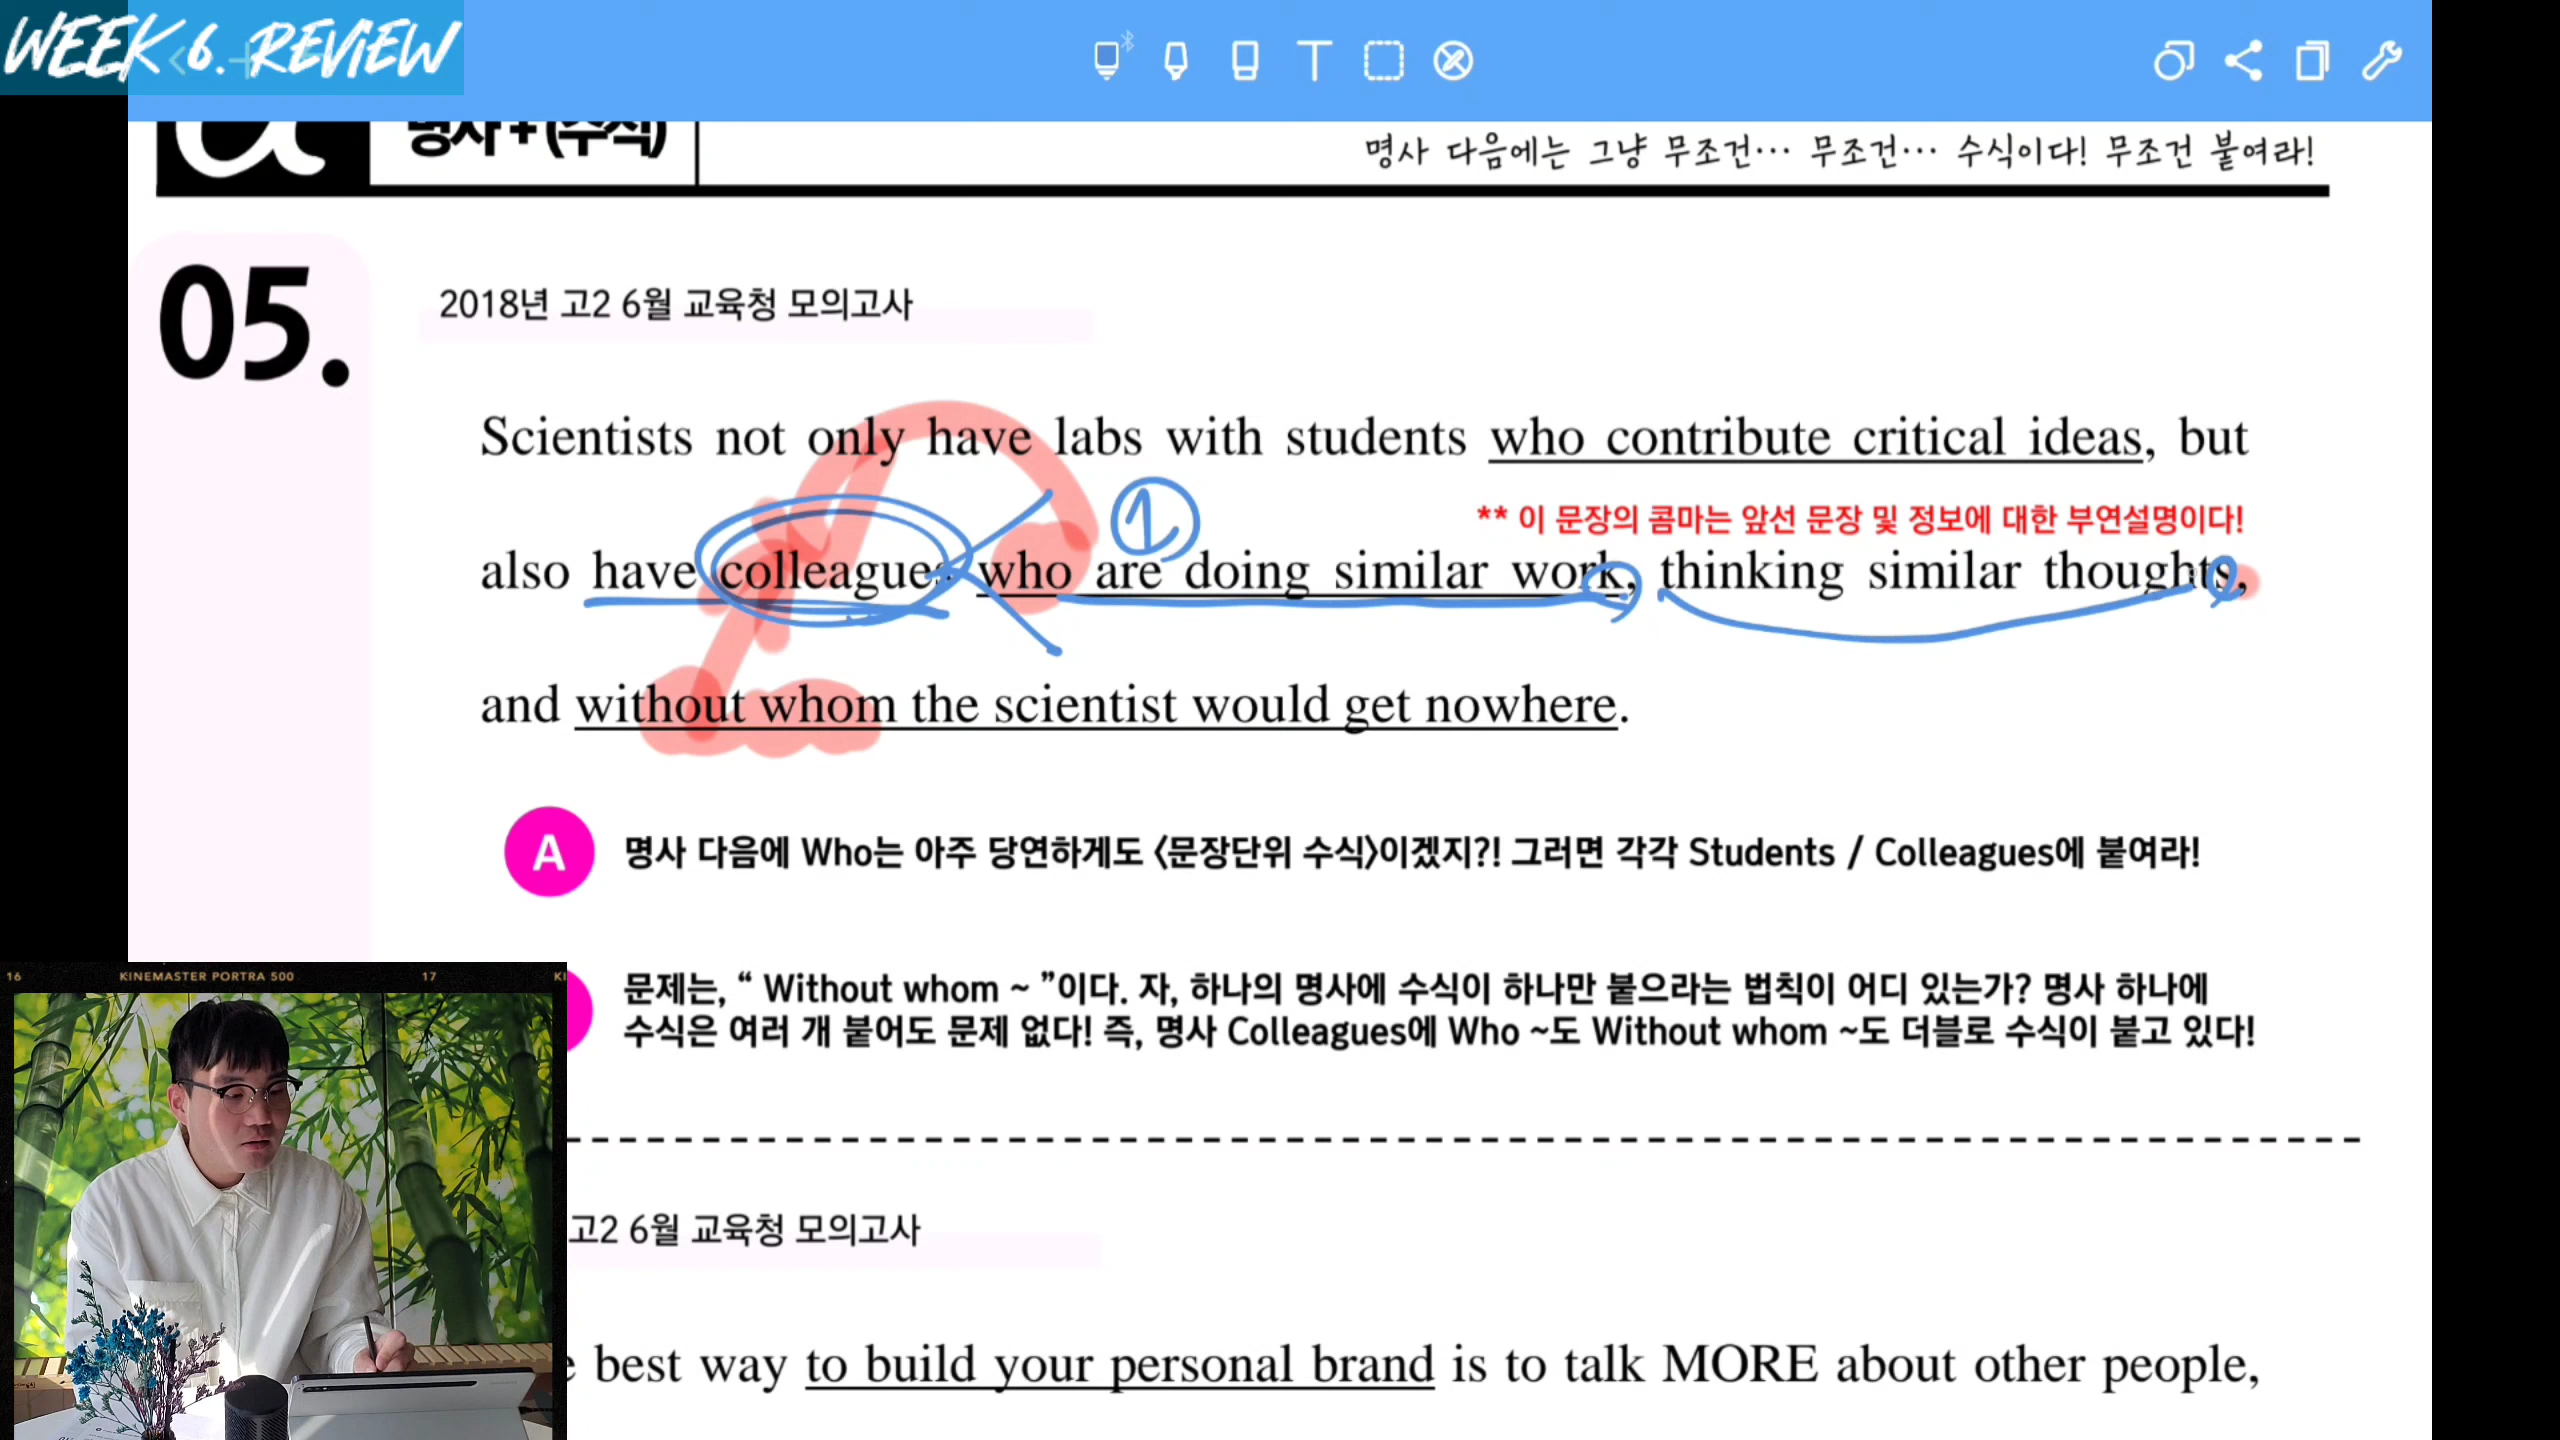 WEEK 6. REVIEW
명사 + (수식)
명사 다음에는 그냥 무조건… 무조건… 수식이다! 무조건 붙여라!
05.
2018년 고2 6월 교육청 모의고사
Scientists not only have labs with students who contribute critical ideas, but
①
** 이 문장의 콤마는 앞선 문장 및 정보에 대한 부연설명이다!
also have colleagues who are doing similar work, thinking similar thoughts,
and without whom the scientist would get nowhere.
A 명사 다음에 Who는 아주 당연하게도 〈문장단위 수식〉이겠지?! 그러면 각각 Students / Colleagues에 붙여라!
문제는, “ Without whom ~ ”이다. 자, 하나의 명사에 수식이 하나만 붙으라는 법칙이 어디 있는가? 명사 하나에
수식은 여러 개 붙어도 문제 없다! 즉, 명사 Colleagues에 Who ~도 Without whom ~도 더블로 수식이 붙고 있다!
16 KINEMASTER PORTRA 500 17
고2 6월 교육청 모의고사
best way to build your personal brand is to talk MORE about other people,